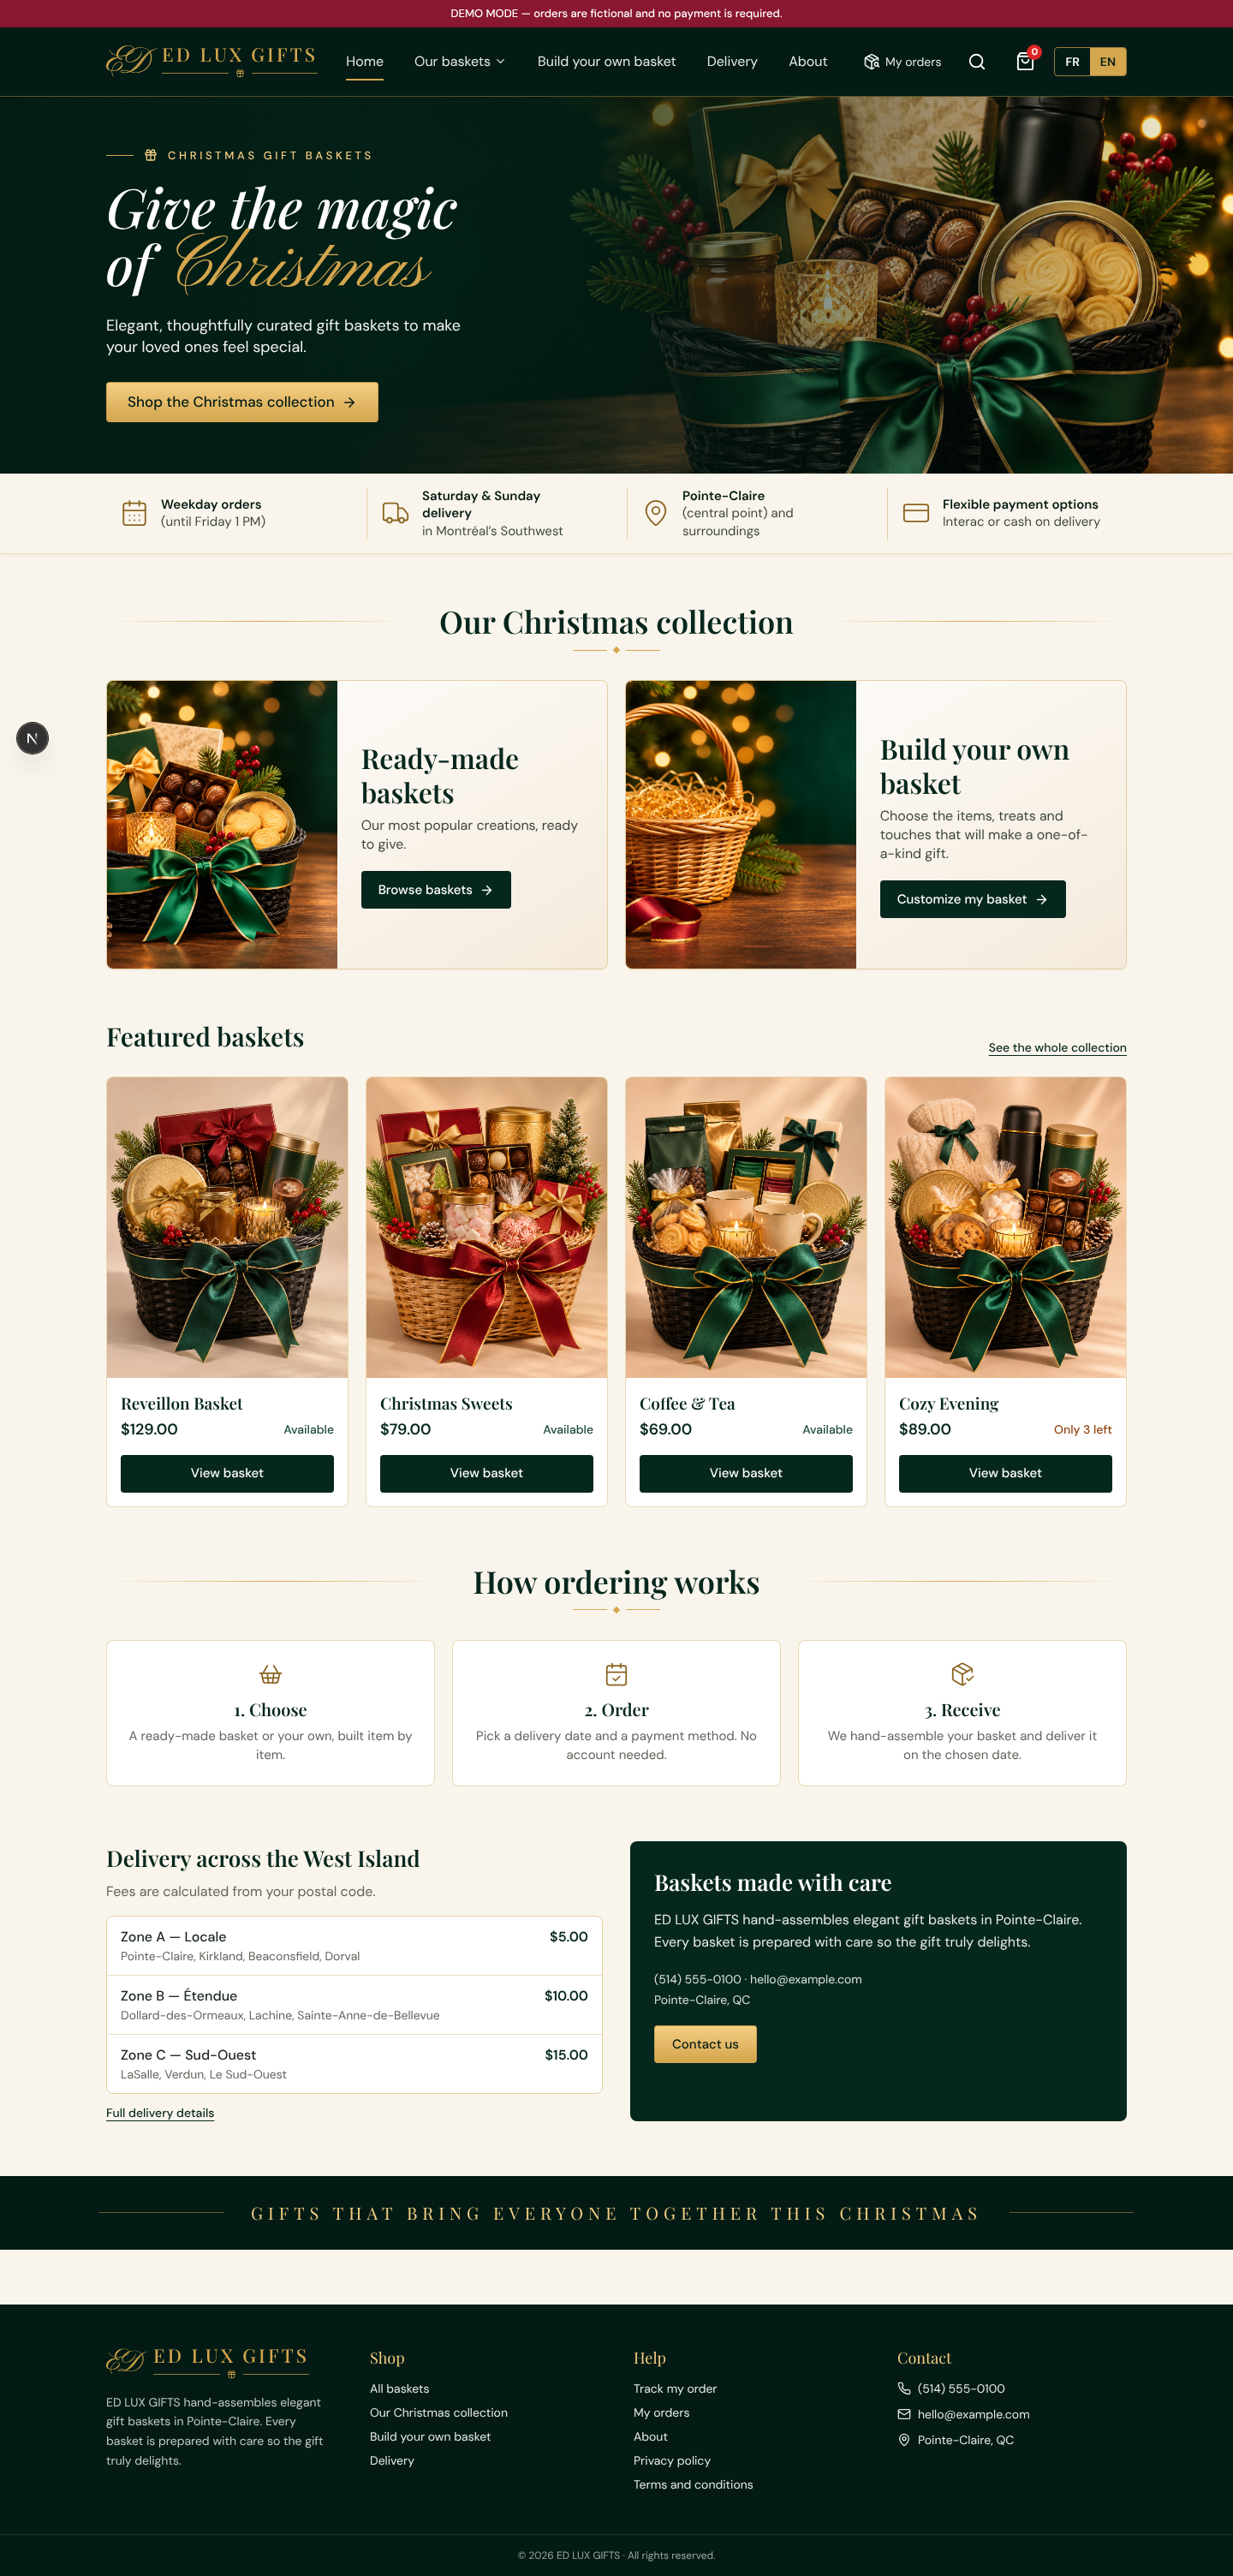 DEMO MODE — orders are fictional and no payment is required.
ED LUX GIFTS
Home
Our baskets
Build your own basket
Delivery
About
My orders
0
FR
EN
CHRISTMAS GIFT BASKETS
Give the magic
of Christmas
Elegant, thoughtfully curated gift baskets to make
your loved ones feel special.
Shop the Christmas collection
Weekday orders
(until Friday 1 PM)
Saturday & Sunday
delivery
in Montréal’s Southwest
Pointe-Claire
(central point) and
surroundings
Flexible payment options
Interac or cash on delivery
Our Christmas collection
Ready-made
baskets
Our most popular creations, ready
to give.
Browse baskets
Build your own
basket
Choose the items, treats and
touches that will make a one-of-
a-kind gift.
Customize my basket
N
Featured baskets
See the whole collection
Reveillon Basket
$129.00
Available
View basket
Christmas Sweets
$79.00
Available
View basket
Coffee & Tea
$69.00
Available
View basket
Cozy Evening
$89.00
Only 3 left
View basket
How ordering works
1. Choose
A ready-made basket or your own, built item by
item.
2. Order
Pick a delivery date and a payment method. No
account needed.
3. Receive
We hand-assemble your basket and deliver it
on the chosen date.
Delivery across the West Island
Fees are calculated from your postal code.
Zone A — Locale
$5.00
Pointe-Claire, Kirkland, Beaconsfield, Dorval
Zone B — Étendue
$10.00
Dollard-des-Ormeaux, Lachine, Sainte-Anne-de-Bellevue
Zone C — Sud-Ouest
$15.00
LaSalle, Verdun, Le Sud-Ouest
Full delivery details
Baskets made with care
ED LUX GIFTS hand-assembles elegant gift baskets in Pointe-Claire.
Every basket is prepared with care so the gift truly delights.
(514) 555-0100 · hello@example.com
Pointe-Claire, QC
Contact us
GIFTS THAT BRING EVERYONE TOGETHER THIS CHRISTMAS
ED LUX GIFTS
ED LUX GIFTS hand-assembles elegant
gift baskets in Pointe-Claire. Every
basket is prepared with care so the gift
truly delights.
Shop
All baskets
Our Christmas collection
Build your own basket
Delivery
Help
Track my order
My orders
About
Privacy policy
Terms and conditions
Contact
(514) 555-0100
hello@example.com
Pointe-Claire, QC
© 2026 ED LUX GIFTS · All rights reserved.